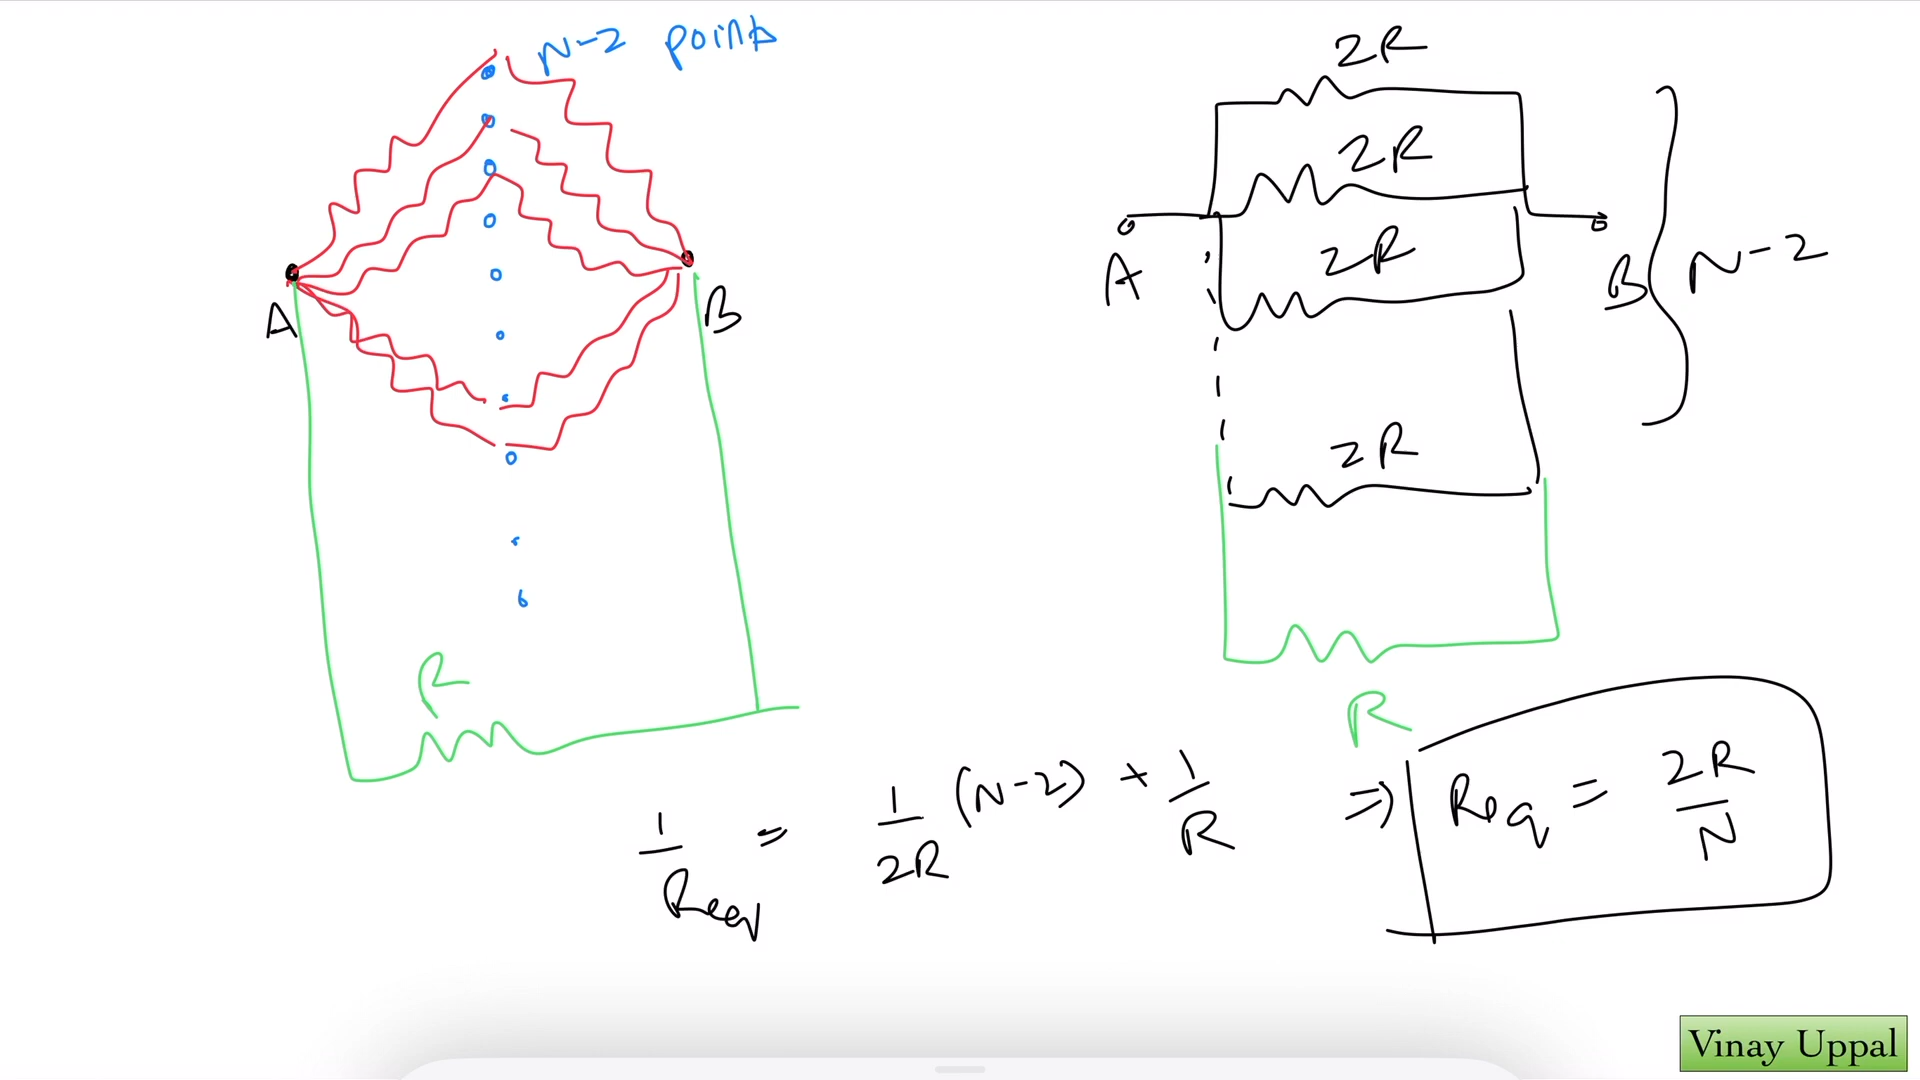 N-2 points
A
B
R
2R
2R
2R
2R
A
B
N-2
R
1/Req = 1/2R (N-2) + 1/R ⇒ Req = 2R/N
Vinay Uppal